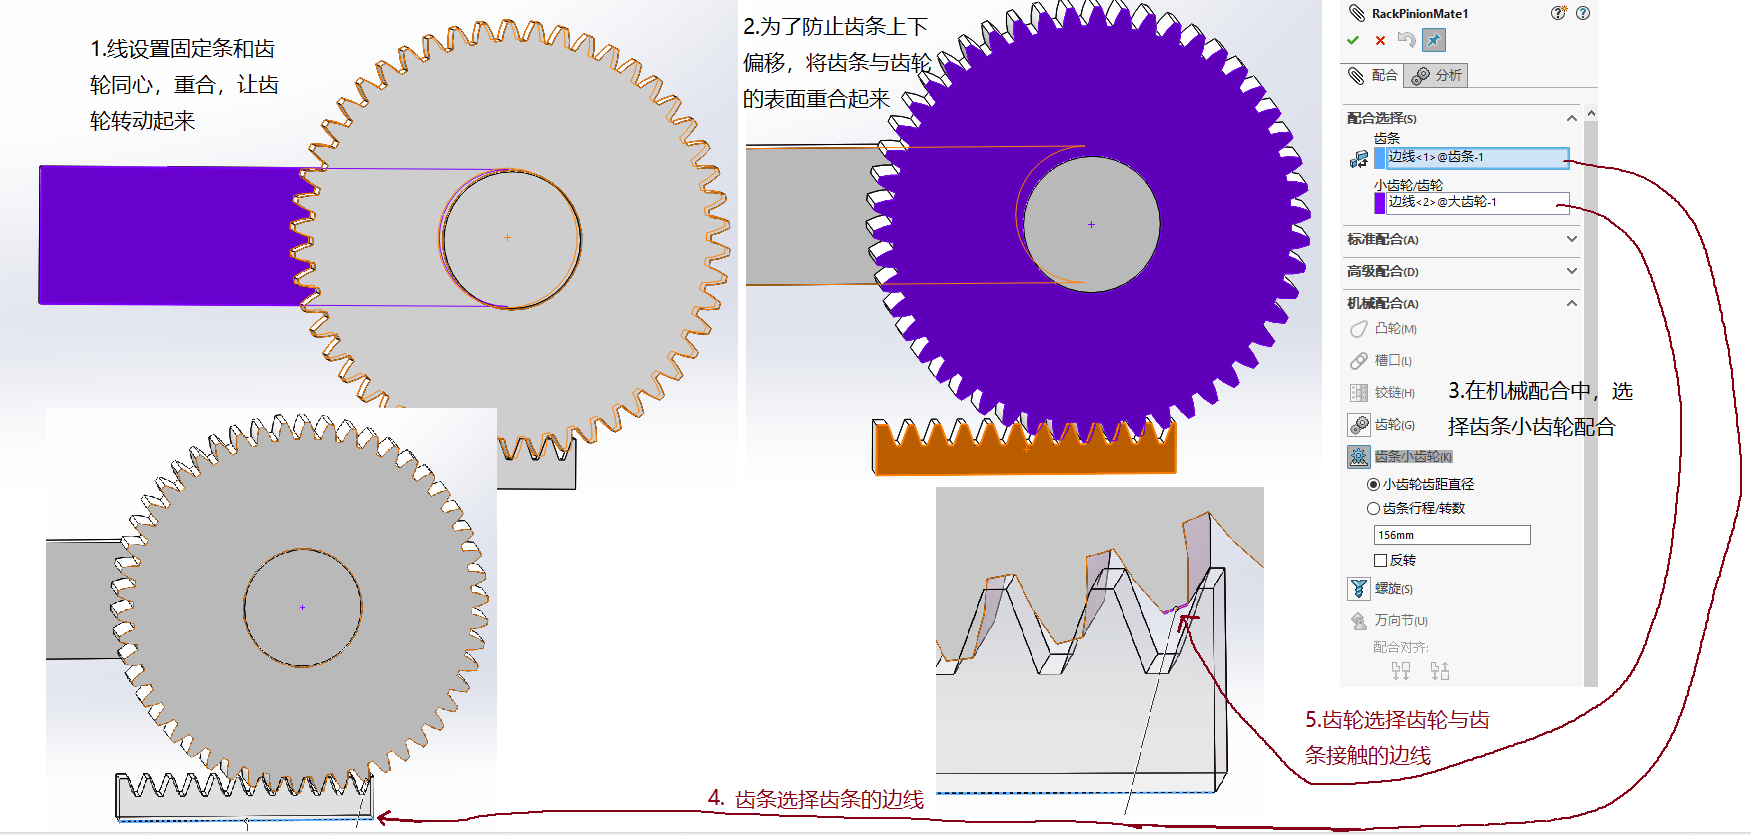 1.线设置固定条和齿
轮同心，重合，让齿
轮转动起来
2.为了防止齿条上下
偏移，将齿条与齿轮
的表面重合起来
RackPinionMate1
配合
分析
配合选择(S)
齿条
边线<1>@齿条-1
小齿轮/齿轮
边线<2>@大齿轮-1
标准配合(A)
高级配合(D)
机械配合(A)
凸轮(M)
槽口(L)
铰链(H)
齿轮(G)
齿条小齿轮(K)
小齿轮齿距直径
齿条行程/转数
156mm
反转
螺旋(S)
万向节(U)
配合对齐:
3.在机械配合中，选
择齿条小齿轮配合
4. 齿条选择齿条的边线
5.齿轮选择齿轮与齿
条接触的边线